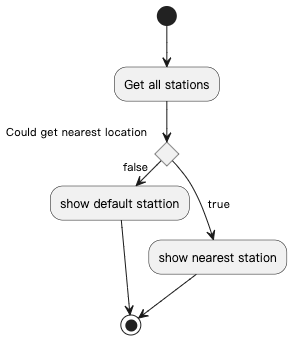 Get all stations
Could get nearest location
false
show default stattion
true
show nearest station